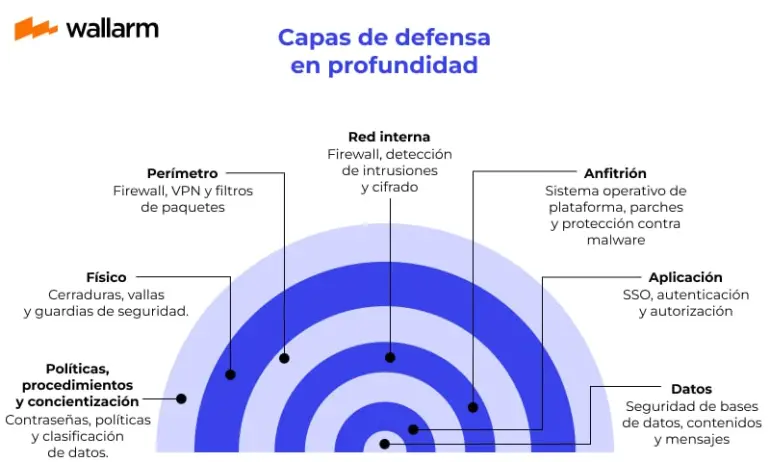 wallarm
Capas de defensa
en profundidad
Red interna
Firewall, detección
de intrusiones
y cifrado
Perímetro
Firewall, VPN y filtros
de paquetes
Anfitrión
Sistema operativo de
plataforma, parches
y protección contra
malware
Físico
Cerraduras, vallas
y guardias de seguridad.
Aplicación
SSO, autenticación
y autorización
Políticas,
procedimientos
y concientización
Contraseñas, políticas
y clasificación
de datos.
Datos
Seguridad de bases
de datos, contenidos
y mensajes